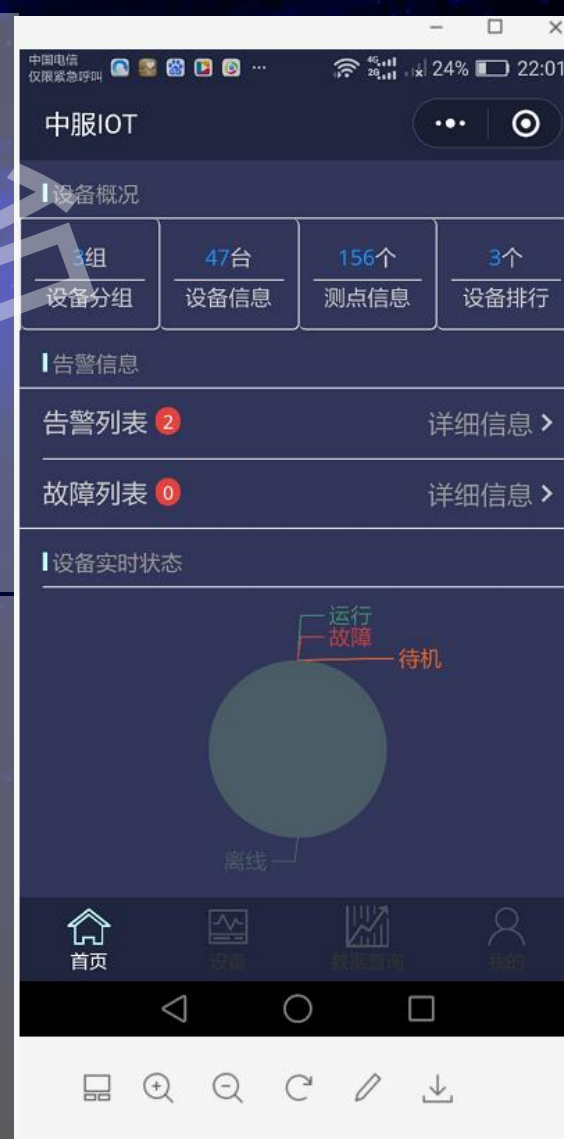 中国电信
仅限紧急呼叫 ··· 4G 2G 24% 22:01
中服IOT
设备概况
3组 47台 156个 3个
设备分组 设备信息 测点信息 设备排行
告警信息
告警列表 2 详细信息 >
故障列表 0 详细信息 >
设备实时状态
运行
故障
待机
离线
首页 设备 数据查询 我的